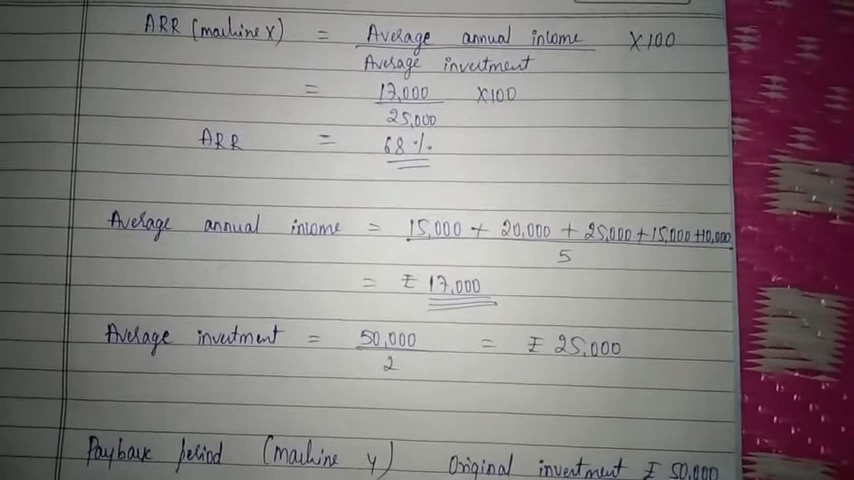 ARR (machine X) = Average annual income X100
Average investment
= 17,000 X100
25,000
ARR = 68 %.
Average annual income = 15,000 + 20,000 + 25,000 + 15,000 +10,000
5
= ₹ 17,000
Average investment = 50,000 = ₹ 25,000
2
Payback period (machine Y) Original investment ₹ 50,000